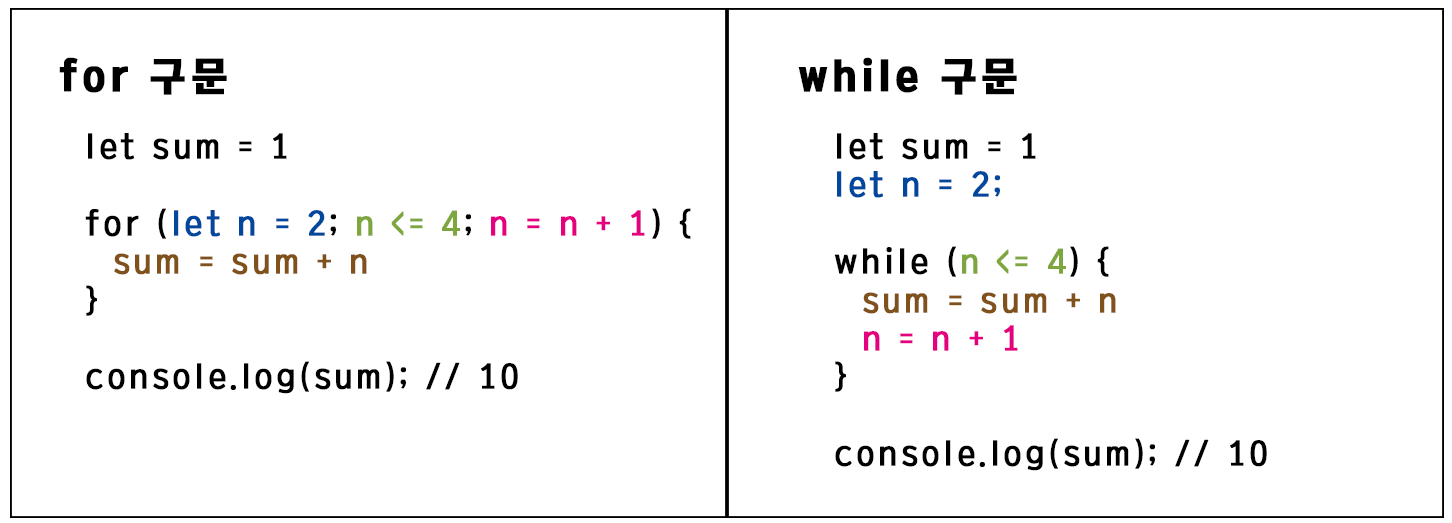 for 구문
let sum = 1
for (let n = 2; n <= 4; n = n + 1) {
sum = sum + n
}
console.log(sum); // 10
while 구문
let sum = 1
let n = 2;
while (n <= 4) {
sum = sum + n
n = n + 1
}
console.log(sum); // 10